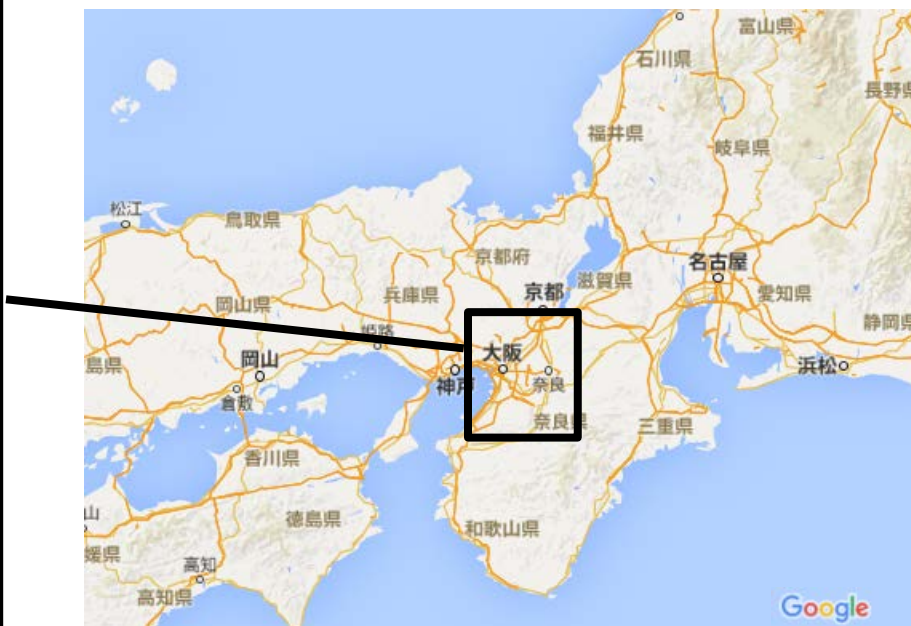 富山県
石川県
長野県
福井県
岐阜県
松江
鳥取県
京都府
名古屋
滋賀県
京都
愛知県
兵庫県
岡山県
静岡県
姫路
大阪
岡山
島県
浜松
神戸
奈良
倉敷
奈良県
三重県
香川県
山
徳島県
和歌山県
媛県
高知
高知県
Google